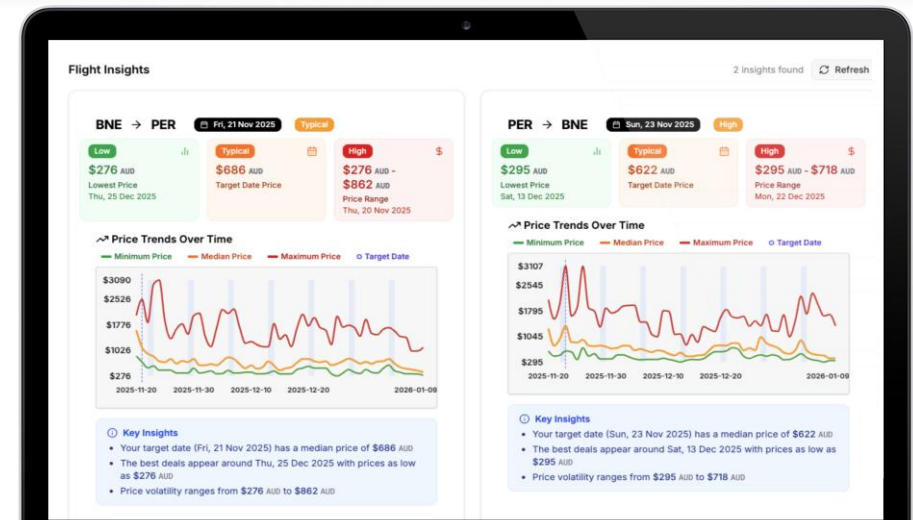 Flight Insights
2 insights found Refresh
BNE → PER Fri, 21 Nov 2025 Typical
Low
$276 AUD
Lowest Price
Thu, 25 Dec 2025
Typical
$686 AUD
Target Date Price
High $
$276 AUD -
$862 AUD
Price Range
Thu, 20 Nov 2025
Price Trends Over Time
Minimum Price Median Price Maximum Price Target Date
$3090
$2526
$1776
$1026
$276
2025-11-20 2025-11-30 2025-12-10 2025-12-20 2026-01-09
Key Insights
• Your target date (Fri, 21 Nov 2025) has a median price of $686 AUD
• The best deals appear around Thu, 25 Dec 2025 with prices as low
as $276 AUD
• Price volatility ranges from $276 AUD to $862 AUD
PER → BNE Sun, 23 Nov 2025 High
Low
$295 AUD
Lowest Price
Sat, 13 Dec 2025
Typical
$622 AUD
Target Date Price
High $
$295 AUD - $718 AUD
Price Range
Mon, 22 Dec 2025
Price Trends Over Time
Minimum Price Median Price Maximum Price Target Date
$3107
$2545
$1795
$1045
$295
2025-11-20 2025-11-30 2025-12-10 2025-12-20 2026-01-09
Key Insights
• Your target date (Sun, 23 Nov 2025) has a median price of $622 AUD
• The best deals appear around Sat, 13 Dec 2025 with prices as low as
$295 AUD
• Price volatility ranges from $295 AUD to $718 AUD